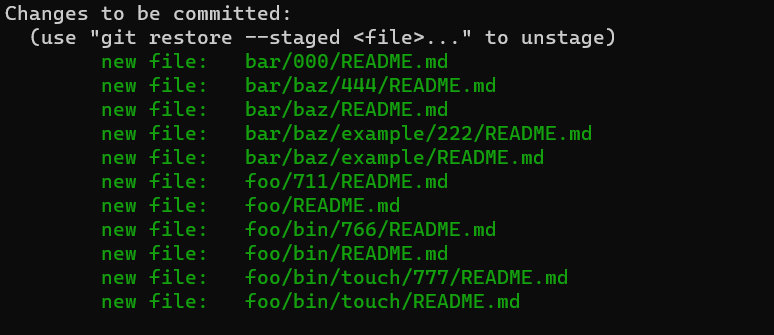 Changes to be committed:
  (use "git restore --staged <file>..." to unstage)
        new file:   bar/000/README.md
        new file:   bar/baz/444/README.md
        new file:   bar/baz/README.md
        new file:   bar/baz/example/222/README.md
        new file:   bar/baz/example/README.md
        new file:   foo/711/README.md
        new file:   foo/README.md
        new file:   foo/bin/766/README.md
        new file:   foo/bin/README.md
        new file:   foo/bin/touch/777/README.md
        new file:   foo/bin/touch/README.md